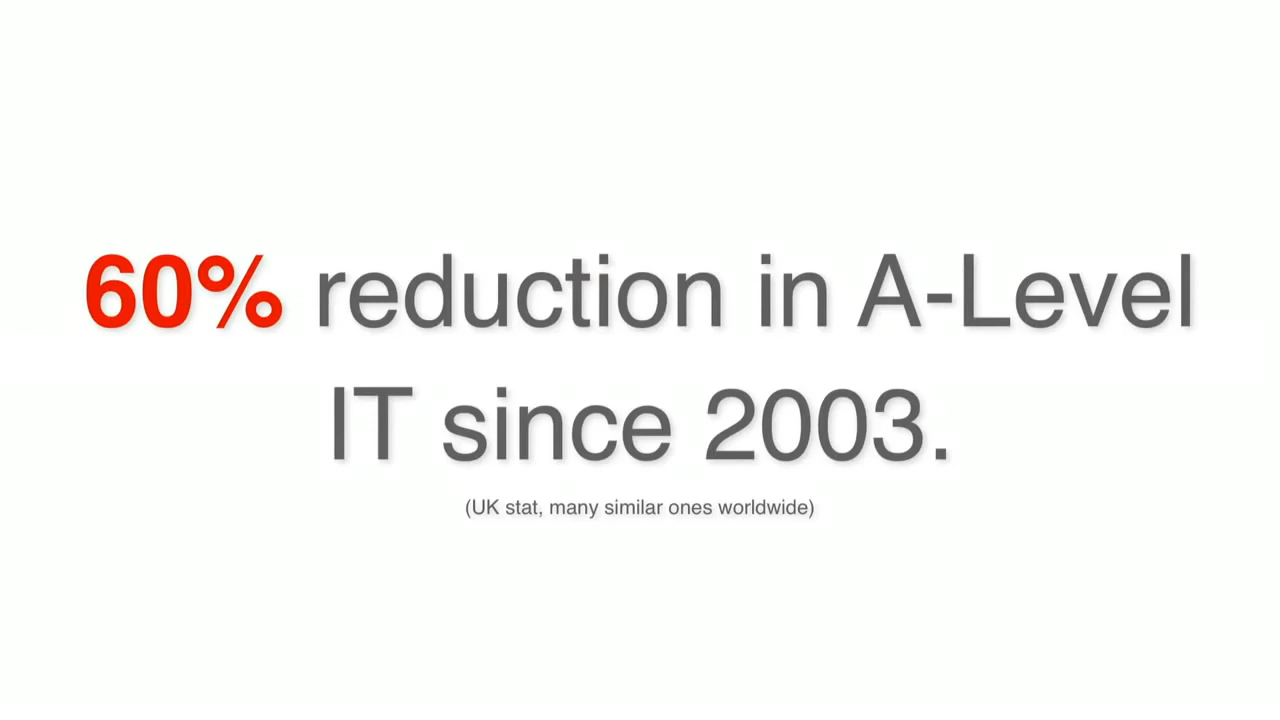 60% reduction in A-Level
IT since 2003.
(UK stat, many similar ones worldwide)